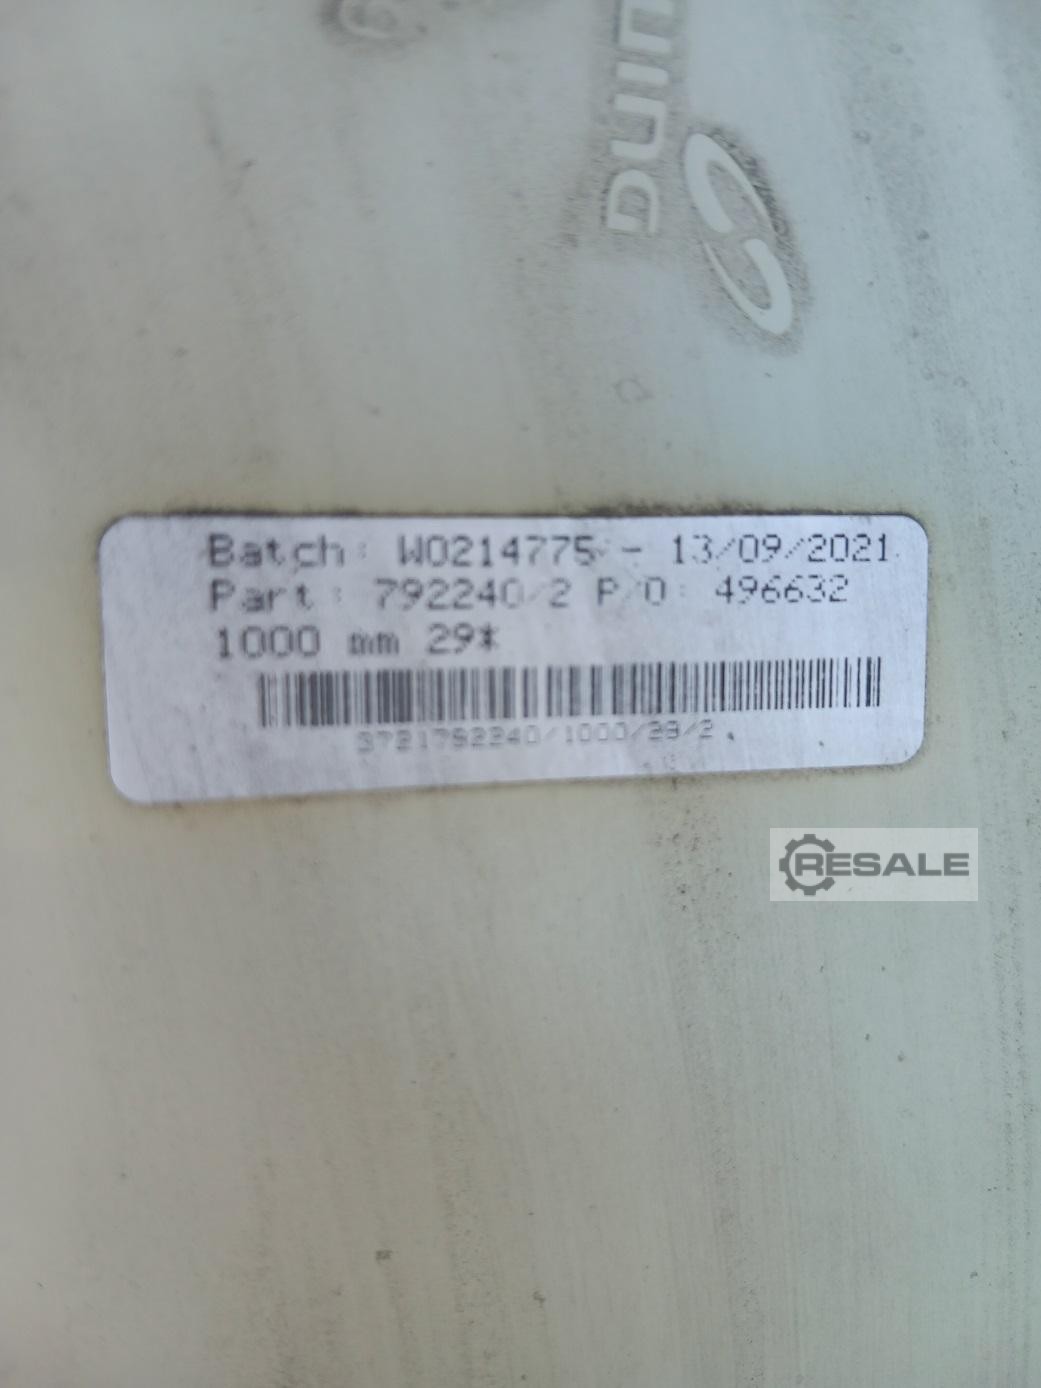 Batch: W0214775 - 13/09/2021
Part: 792240/2 P/O: 496632
1000 mm 29*
3721792240/1000/29/2
RESALE